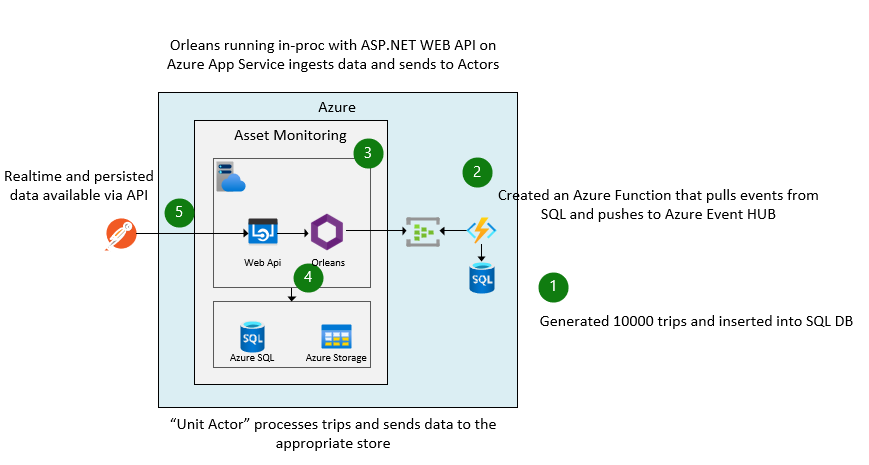 Orleans running in-proc with ASP.NET WEB API on
Azure App Service ingests data and sends to Actors
Azure
Asset Monitoring
3
2
Realtime and persisted
data available via API
Created an Azure Function that pulls events from
SQL and pushes to Azure Event HUB
5
Web Api
Orleans
4
SQL
1
Generated 10000 trips and inserted into SQL DB
SQL
Azure SQL
Azure Storage
“Unit Actor” processes trips and sends data to the
appropriate store